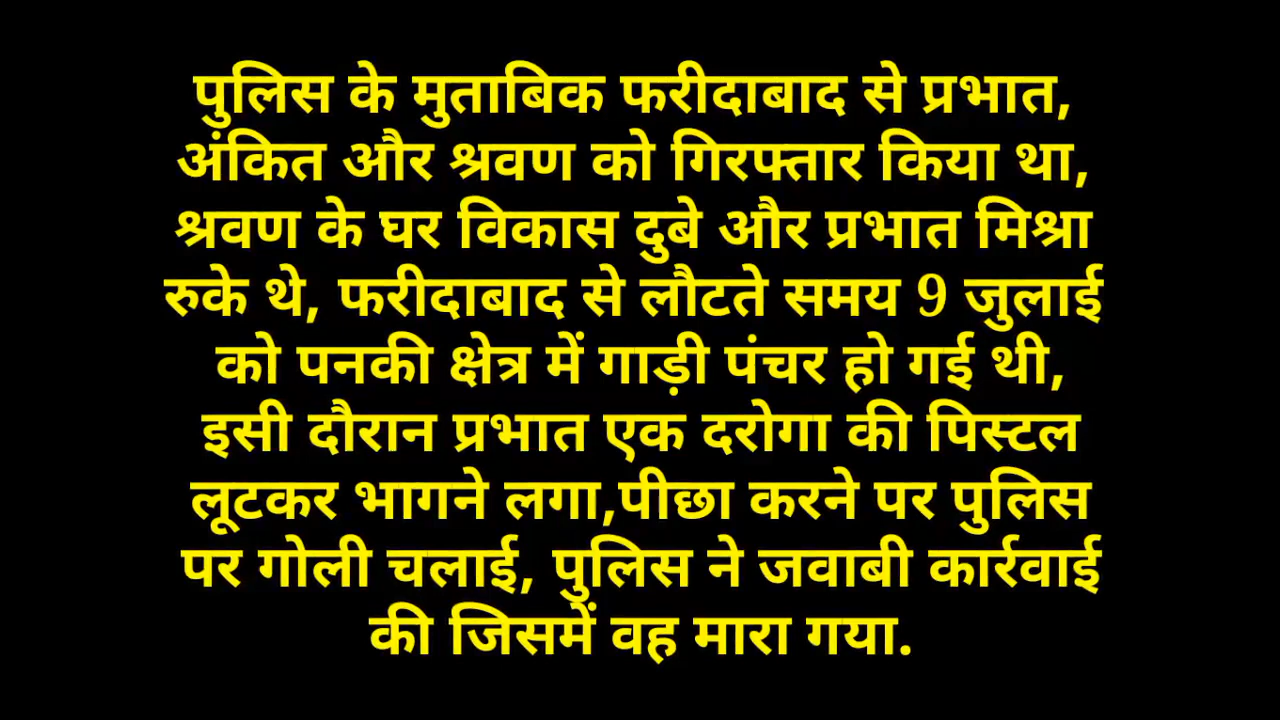 पुलिस के मुताबिक फरीदाबाद से प्रभात,
अंकित और श्रवण को गिरफ्तार किया था,
श्रवण के घर विकास दुबे और प्रभात मिश्रा
रुके थे, फरीदाबाद से लौटते समय 9 जुलाई
को पनकी क्षेत्र में गाड़ी पंचर हो गई थी,
इसी दौरान प्रभात एक दरोगा की पिस्टल
लूटकर भागने लगा,पीछा करने पर पुलिस
पर गोली चलाई, पुलिस ने जवाबी कार्रवाई
की जिसमें वह मारा गया.